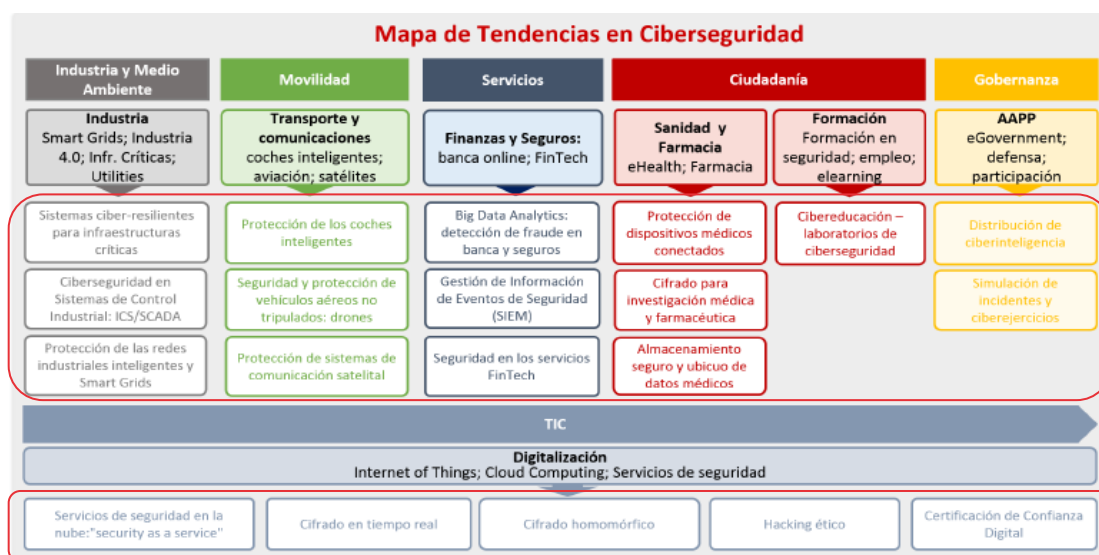 Mapa de Tendencias en Ciberseguridad
Industria y Medio
Ambiente
Movilidad
Servicios
Ciudadanía
Gobernanza
Industria
Smart Grids; Industria
4.0; Infr. Críticas;
Utilities
Transporte y
comunicaciones
coches inteligentes;
aviación; satélites
Finanzas y Seguros:
banca online; FinTech
Sanidad y
Farmacia
eHealth; Farmacia
Formación
Formación en
seguridad; empleo;
elearning
AAPP
eGovernment;
defensa;
participación
Sistemas ciber-resilientes
para infraestructuras
críticas
Protección de los coches
inteligentes
Big Data Analytics:
detección de fraude en
banca y seguros
Protección de
dispositivos médicos
conectados
Cibereducación –
laboratorios de
ciberseguridad
Distribución de
ciberinteligencia
Ciberseguridad en
Sistemas de Control
Industrial: ICS/SCADA
Seguridad y protección de
vehículos aéreos no
tripulados: drones
Gestión de Información
de Eventos de Seguridad
(SIEM)
Cifrado para
investigación médica
y farmacéutica
Simulación de
incidentes y
ciberejercicios
Protección de las redes
industriales inteligentes y
Smart Grids
Protección de sistemas de
comunicación satelital
Seguridad en los servicios
FinTech
Almacenamiento
seguro y ubicuo de
datos médicos
TIC
Digitalización
Internet of Things; Cloud Computing; Servicios de seguridad
Servicios de seguridad en la
nube:"security as a service"
Cifrado en tiempo real
Cifrado homomórfico
Hacking ético
Certificación de Confianza
Digital